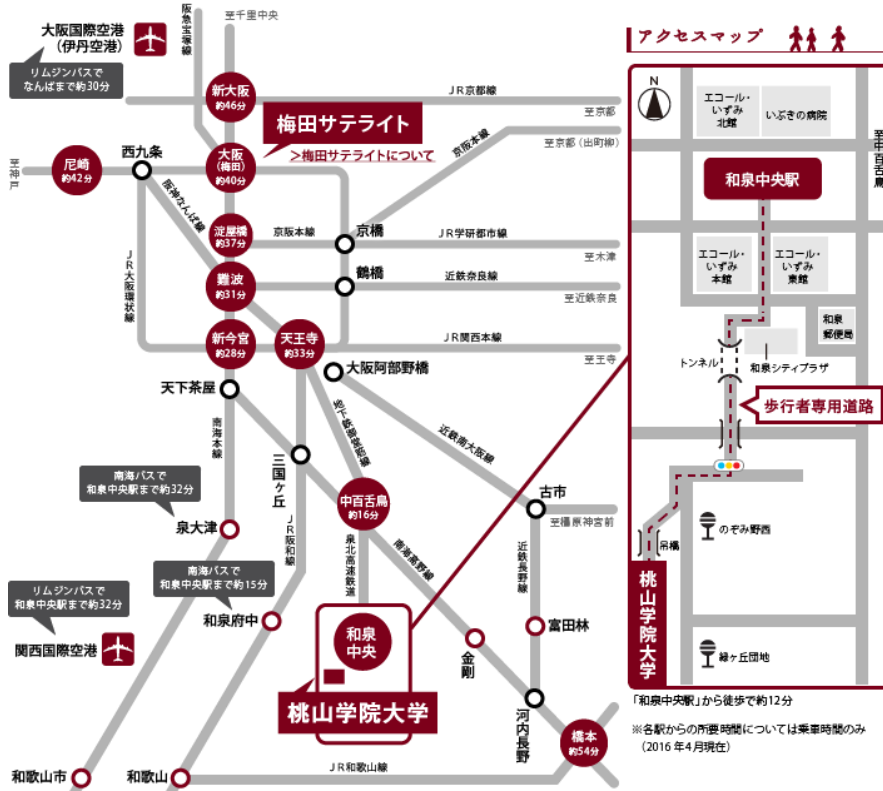 至千里中央
阪急宝塚線
大阪国際空港
（伊丹空港）
リムジンバスで
なんばまで約30分
新大阪
約46分
JR京都線
至京都
梅田サテライト
＞梅田サテライトについて
京阪本線
至京都（出町柳）
西九条
尼崎
約42分
至神戸
大阪
（梅田）
約40分
阪神なんば線
淀屋橋
約37分
京阪本線
京橋
JR学研都市線
至木津
鶴橋
難波
約31分
近鉄奈良線
至近鉄奈良
JR大阪環状線
新今宮
約28分
天王寺
約33分
JR関西本線
至王寺
天下茶屋
大阪阿部野橋
地下鉄御堂筋線
近鉄南大阪線
南海本線
三国ヶ丘
南海バスで
和泉中央駅まで約32分
中百舌鳥
約16分
古市
至橿原神宮前
泉大津
JR阪和線
泉北高速鉄道
南海高野線
近鉄長野線
南海バスで
和泉中央駅まで約15分
リムジンバスで
和泉中央駅まで約32分
和泉府中
関西国際空港
和泉
中央
桃山学院大学
富田林
金剛
河内長野
橋本
約54分
和歌山市
和歌山
JR和歌山線
アクセスマップ
N
エコール・
いずみ
北館
いぶきの病院
至中百舌鳥
和泉中央駅
エコール・
いずみ
本館
エコール・
いずみ
東館
和泉
郵便局
トンネル
和泉シティプラザ
歩行者専用道路
のぞみ野西
吊橋
桃山学院大学
緑ヶ丘団地
「和泉中央駅」から徒歩で約12分
※各駅からの所要時間については乗車時間のみ
（2016年4月現在）